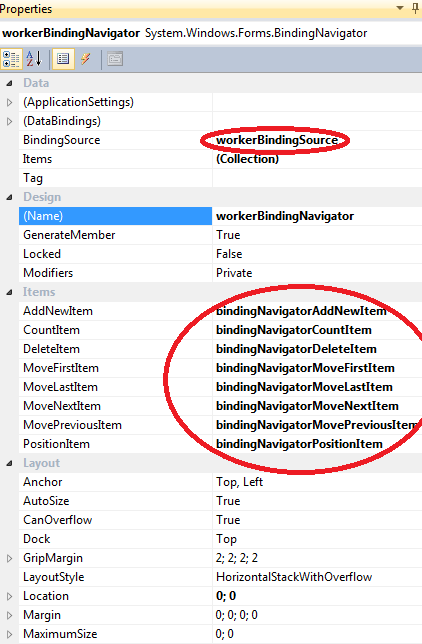 Properties
workerBindingNavigator System.Windows.Forms.BindingNavigator
Data
(ApplicationSettings)
(DataBindings)
BindingSource workerBindingSource
Items (Collection)
Tag
Design
(Name) workerBindingNavigator
GenerateMember True
Locked False
Modifiers Private
Items
AddNewItem bindingNavigatorAddNewItem
CountItem bindingNavigatorCountItem
DeleteItem bindingNavigatorDeleteItem
MoveFirstItem bindingNavigatorMoveFirstItem
MoveLastItem bindingNavigatorMoveLastItem
MoveNextItem bindingNavigatorMoveNextItem
MovePreviousItem bindingNavigatorMovePreviousItem
PositionItem bindingNavigatorPositionItem
Layout
Anchor Top, Left
AutoSize True
CanOverflow True
Dock Top
GripMargin 2; 2; 2; 2
LayoutStyle HorizontalStackWithOverflow
Location 0; 0
Margin 0; 0; 0; 0
MaximumSize 0; 0